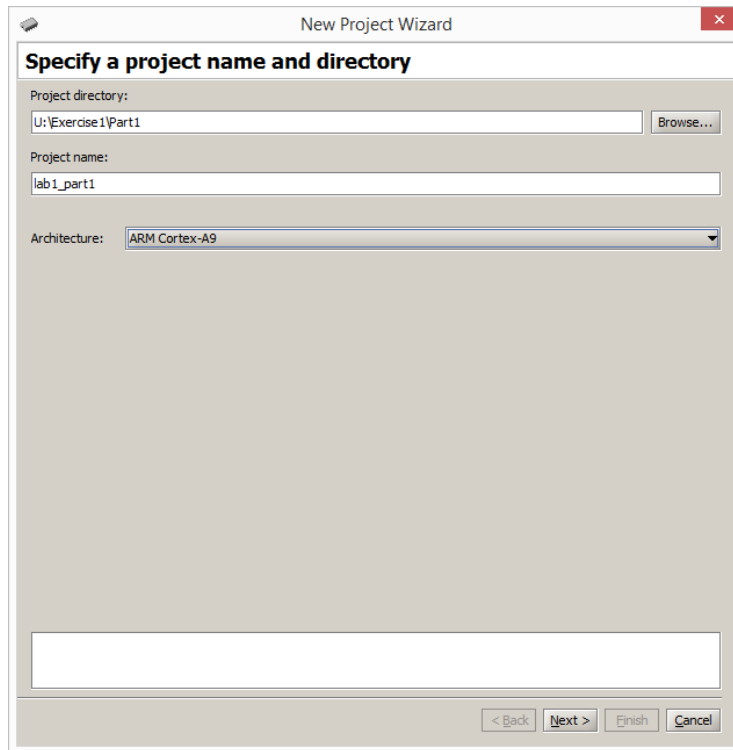 New Project Wizard
Specify a project name and directory
Project directory:
U:\Exercise1\Part1
Browse...
Project name:
lab1_part1
Architecture: ARM Cortex-A9
< Back Next > Finish Cancel